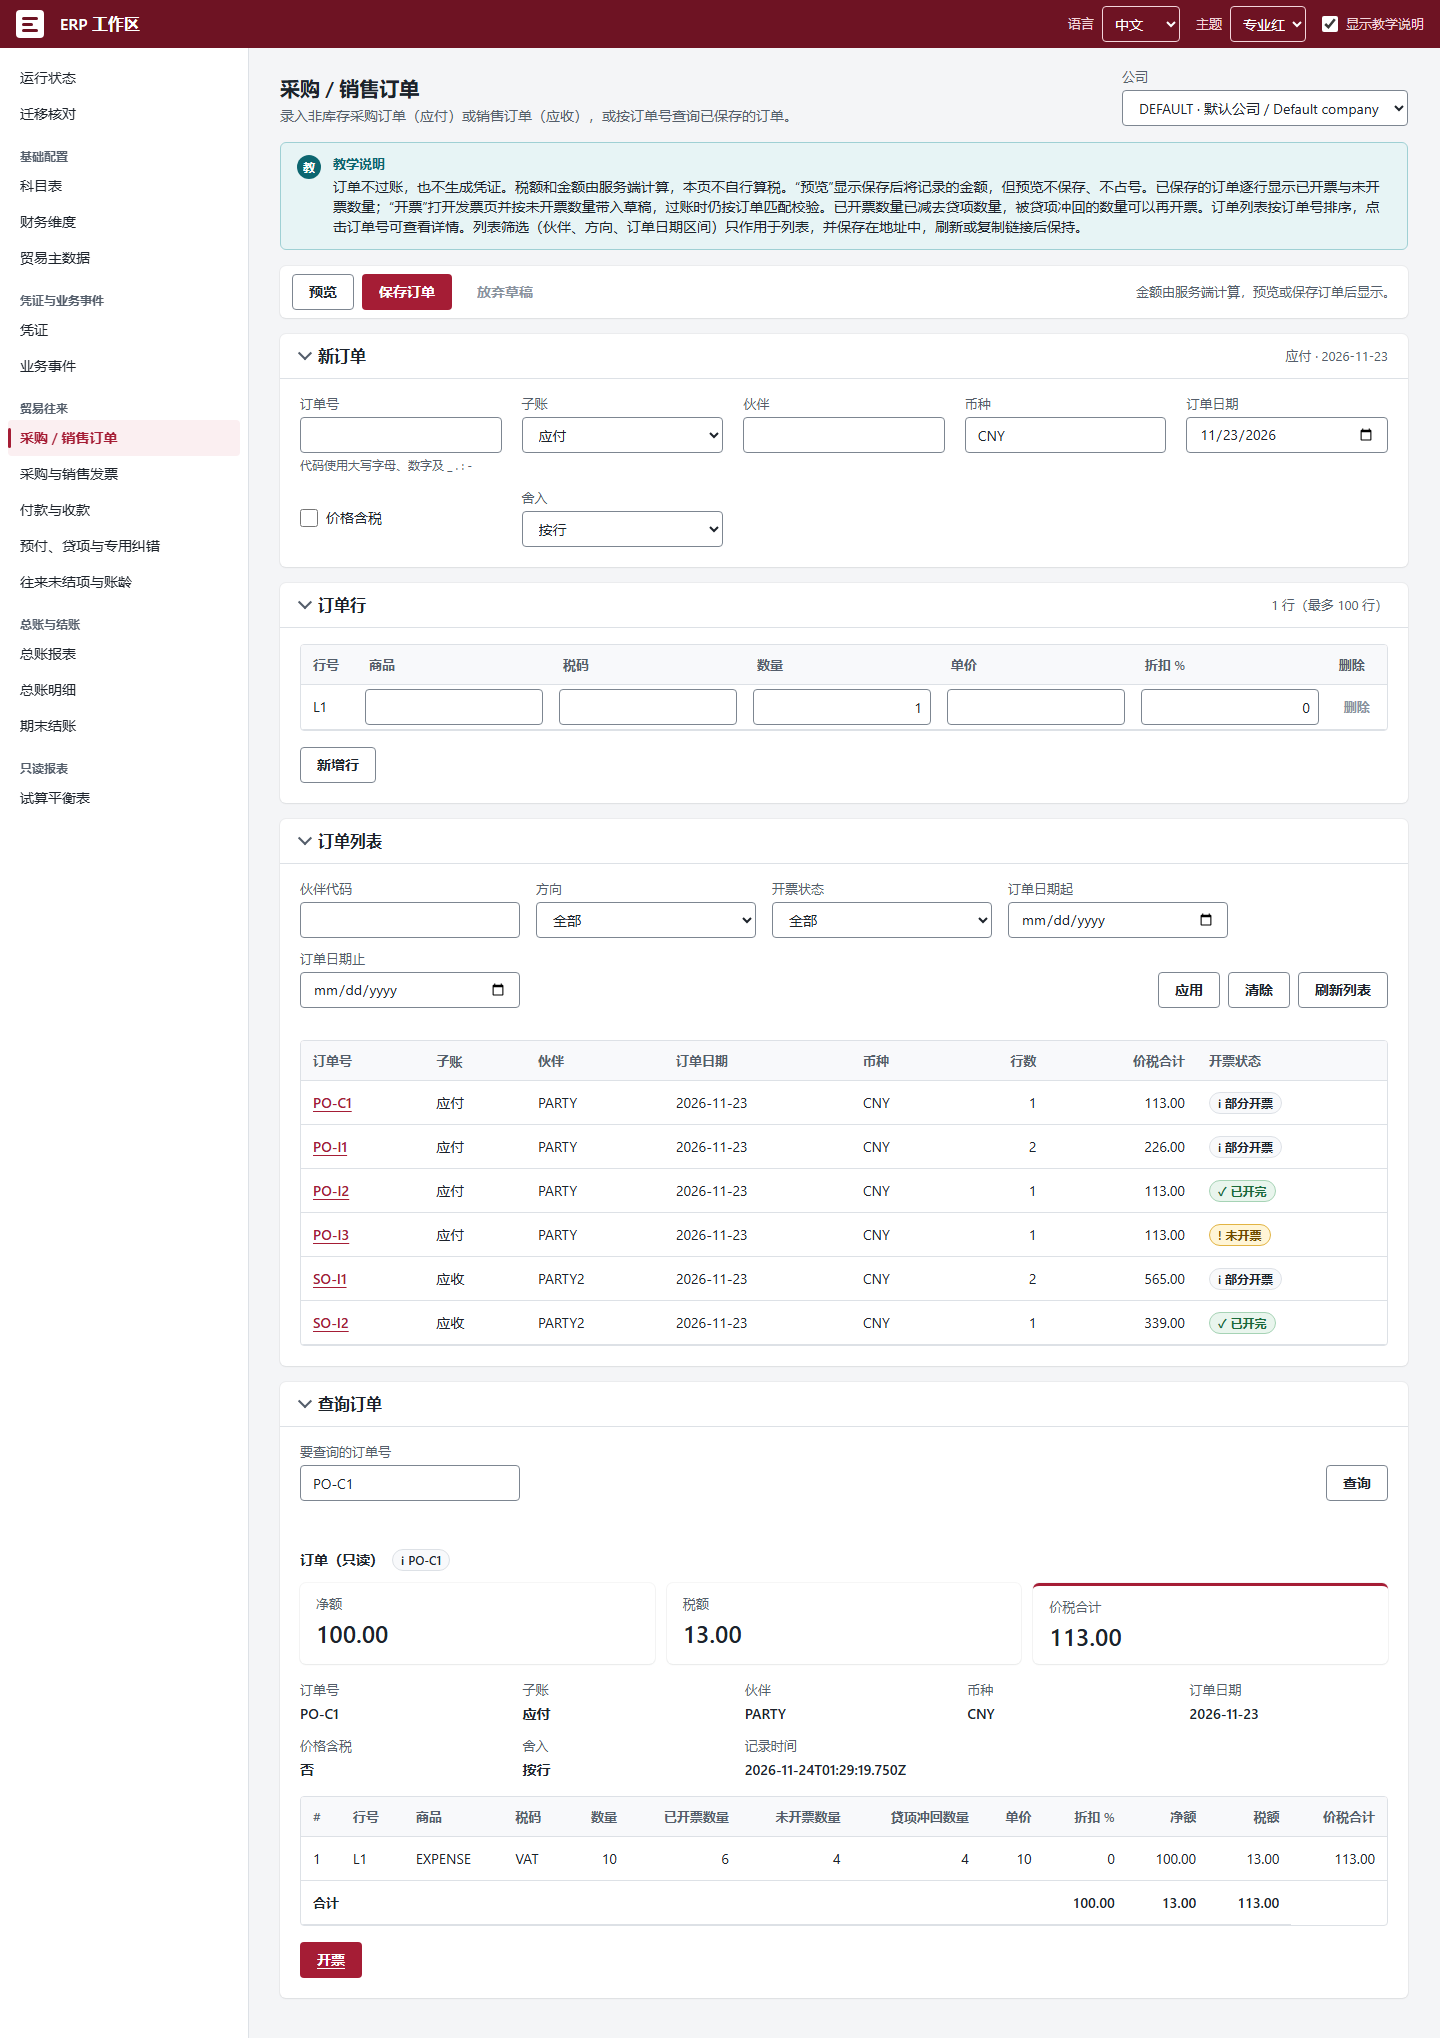 ERP 工作区
语言 中文 主题 专业红 显示教学说明
运行状态
迁移核对
基础配置
科目表
财务维度
贸易主数据
凭证与业务事件
凭证
业务事件
贸易往来
采购 / 销售订单
采购与销售发票
付款与收款
预付、贷项与专用纠错
往来未结项与账龄
总账与结账
总账报表
总账明细
期末结账
只读报表
试算平衡表
采购 / 销售订单
录入非库存采购订单（应付）或销售订单（应收），或按订单号查询已保存的订单。
公司
DEFAULT · 默认公司 / Default company
教 教学说明
订单不过账，也不生成凭证。税额和金额由服务端计算，本页不自行算税。“预览”显示保存后将记录的金额，但预览不保存、不占号。已保存的订单逐行显示已开票与未开
票数量；“开票”打开发票页并按未开票数量带入草稿，过账时仍按订单匹配校验。已开票数量已减去贷项数量，被贷项冲回的数量可以再开票。订单列表按订单号排序，点
击订单号可查看详情。列表筛选（伙伴、方向、订单日期区间）只作用于列表，并保存在地址中，刷新或复制链接后保持。
预览 保存订单 放弃草稿 金额由服务端计算，预览或保存订单后显示。
新订单 应付 · 2026-11-23
订单号 子账 伙伴 币种 订单日期
应付 CNY 11/23/2026
代码使用大写字母、数字及 _ . : -
舍入
价格含税 按行
订单行 1 行（最多 100 行）
行号 商品 税码 数量 单价 折扣 % 删除
L1 1 0 删除
新增行
订单列表
伙伴代码 方向 开票状态 订单日期起
全部 全部 mm/dd/yyyy
订单日期止
mm/dd/yyyy 应用 清除 刷新列表
订单号 子账 伙伴 订单日期 币种 行数 价税合计 开票状态
PO-C1 应付 PARTY 2026-11-23 CNY 1 113.00 i 部分开票
PO-I1 应付 PARTY 2026-11-23 CNY 2 226.00 i 部分开票
PO-I2 应付 PARTY 2026-11-23 CNY 1 113.00 ✓ 已开完
PO-I3 应付 PARTY 2026-11-23 CNY 1 113.00 ! 未开票
SO-I1 应收 PARTY2 2026-11-23 CNY 2 565.00 i 部分开票
SO-I2 应收 PARTY2 2026-11-23 CNY 1 339.00 ✓ 已开完
查询订单
要查询的订单号
PO-C1 查询
订单（只读） i PO-C1
净额 税额 价税合计
100.00 13.00 113.00
订单号 子账 伙伴 币种 订单日期
PO-C1 应付 PARTY CNY 2026-11-23
价格含税 舍入 记录时间
否 按行 2026-11-24T01:29:19.750Z
# 行号 商品 税码 数量 已开票数量 未开票数量 贷项冲回数量 单价 折扣 % 净额 税额 价税合计
1 L1 EXPENSE VAT 10 6 4 4 10 0 100.00 13.00 113.00
合计 100.00 13.00 113.00
开票